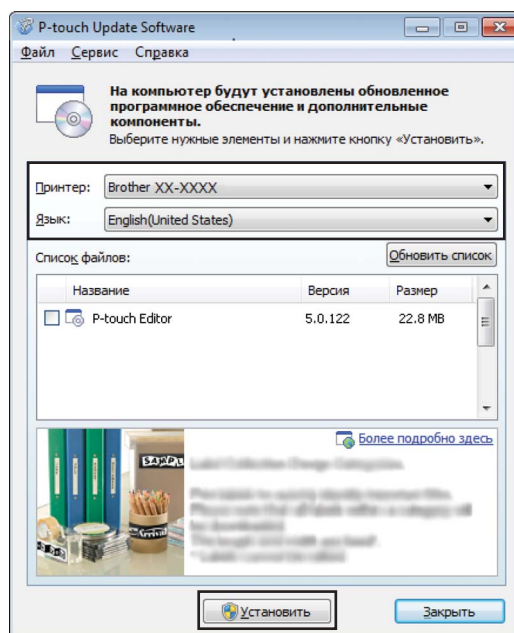 P-touch Update Software
Файл Сервис Справка
На компьютер будут установлены обновленное
программное обеспечение и дополнительные
компоненты.
Выберите нужные элементы и нажмите кнопку «Установить».
Принтер: Brother XX-XXXX
Язык: English(United States)
Список файлов: Обновить список
Название Версия Размер
P-touch Editor 5.0.122 22.8 MB
Более подробно здесь
SAMPL
Arrival
Установить Закрыть